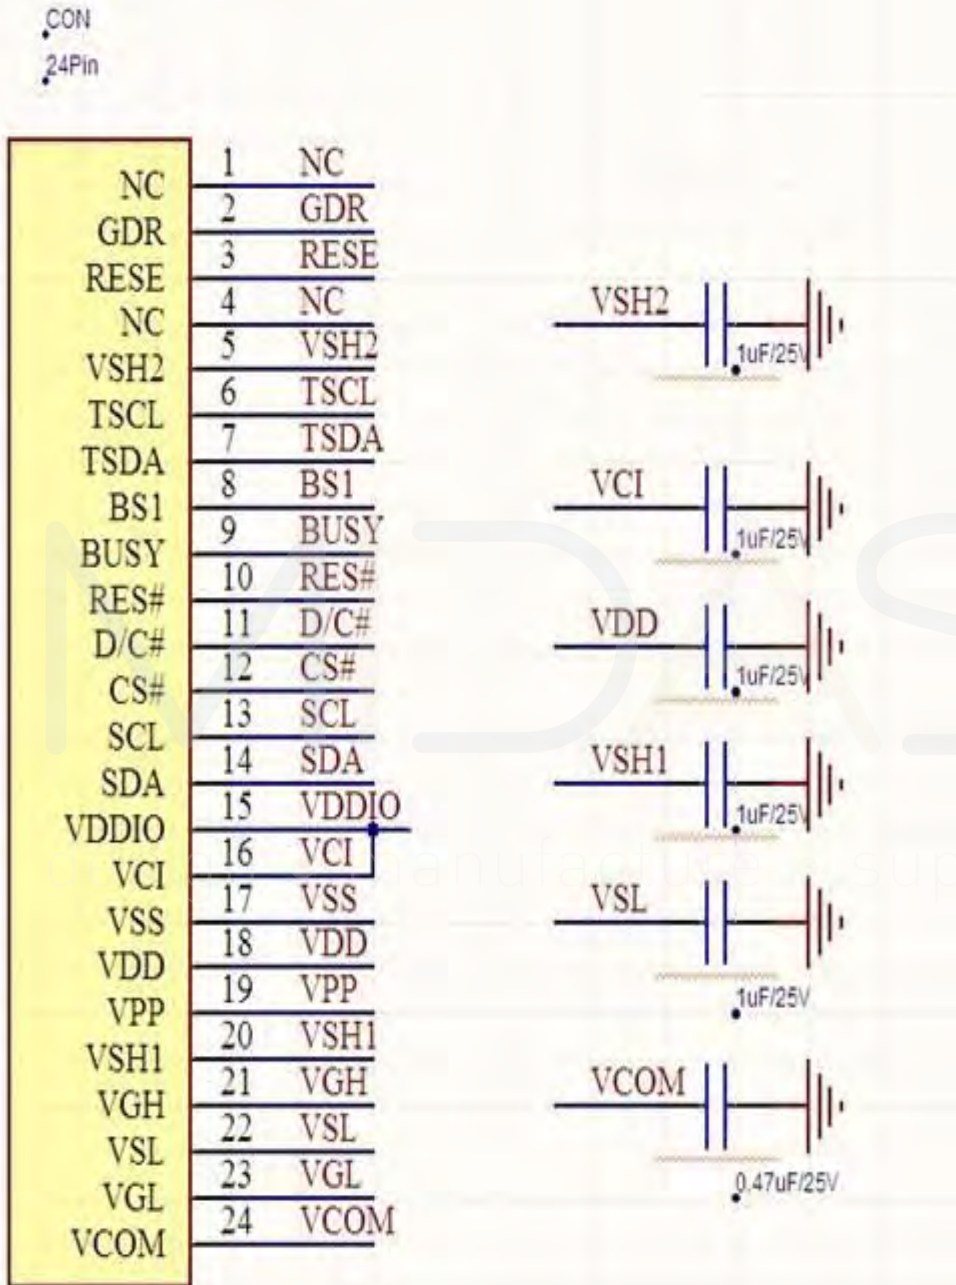 CON
24Pin
NC 1 NC
GDR 2 GDR
RESE 3 RESE
NC 4 NC
VSH2 5 VSH2
TSCL 6 TSCL
TSDA 7 TSDA
BS1 8 BS1
BUSY 9 BUSY
RES# 10 RES#
D/C# 11 D/C#
CS# 12 CS#
SCL 13 SCL
SDA 14 SDA
VDDIO 15 VDDIO
VCI 16 VCI
VSS 17 VSS
VDD 18 VDD
VPP 19 VPP
VSH1 20 VSH1
VGH 21 VGH
VSL 22 VSL
VGL 23 VGL
VCOM 24 VCOM
VSH2
1uF/25V
VCI
1uF/25V
VDD
1uF/25V
VSH1
1uF/25V
VSL
1uF/25V
VCOM
0.47uF/25V